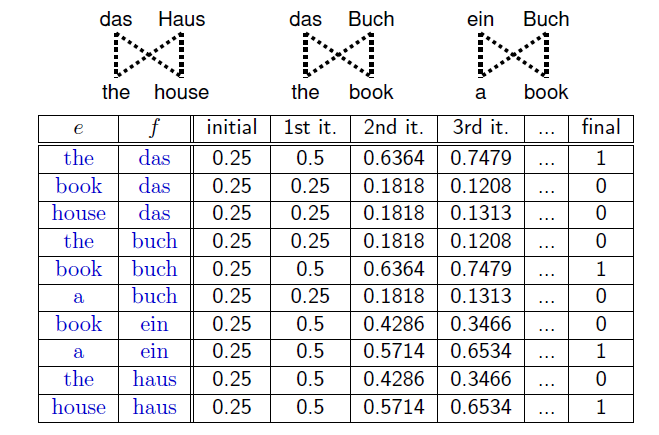 das Haus das Buch ein Buch
the house the book a book
e f initial 1st it. 2nd it. 3rd it. ... final
the das 0.25 0.5 0.6364 0.7479 ... 1
book das 0.25 0.25 0.1818 0.1208 ... 0
house das 0.25 0.25 0.1818 0.1313 ... 0
the buch 0.25 0.25 0.1818 0.1208 ... 0
book buch 0.25 0.5 0.6364 0.7479 ... 1
a buch 0.25 0.25 0.1818 0.1313 ... 0
book ein 0.25 0.5 0.4286 0.3466 ... 0
a ein 0.25 0.5 0.5714 0.6534 ... 1
the haus 0.25 0.5 0.4286 0.3466 ... 0
house haus 0.25 0.5 0.5714 0.6534 ... 1